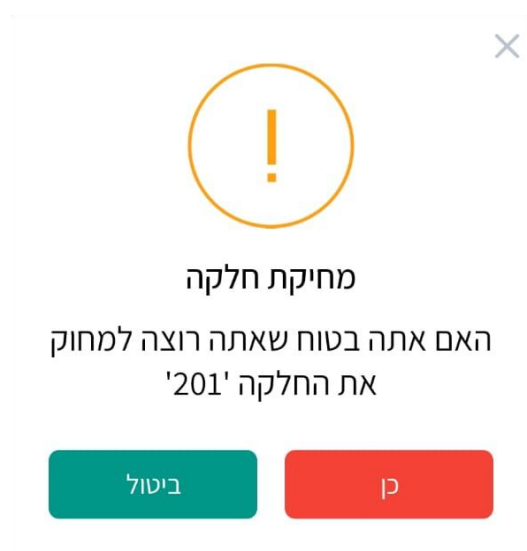 מחיקת חלקה
האם אתה בטוח שאתה רוצה למחוק
את החלקה '201'
כן
ביטול